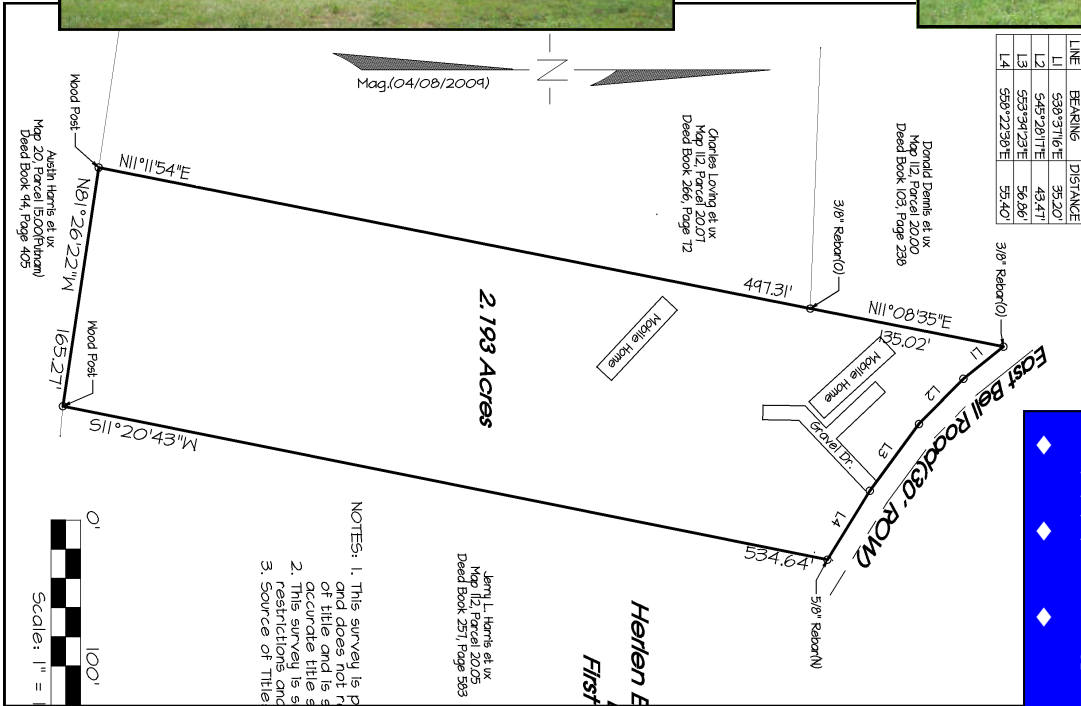 LINE BEARING DISTANCE
L1 S38°37'16"E 35.20'
L2 S45°28'17"E 43.47'
L3 S53°39'23"E 56.86'
L4 S58°22'38"E 55.40'
N
Mag.(04/08/2009)
Donald Dennis et ux
Map 112, Parcel 20.00
Deed Book 103, Page 238
Charles Loving et ux
Map 112, Parcel 20.07
Deed Book 266, Page 72
3/8" Rebar(O)
3/8" Rebar(O)
Wood Post
N11°11'54"E
497.31'
N11°08'35"E
135.02'
L1
L2
L3
L4
East Bell Road(30' ROW)
Mobile Home
Mobile Home
Gravel Dr.
2.193 Acres
N81°26'22"W
165.27'
Wood Post
Austin Harris et ux
Map 20, Parcel 15.00(Putnam)
Deed Book 94, Page 405
S11°20'43"W
534.64'
5/8" Rebar(N)
Jerry L. Harris et ux
Map 112, Parcel 20.05
Deed Book 257, Page 583
Herlen E
First
NOTES: 1. This survey is p
and does not r
of title and is s
accurate title s
2. This survey is s
restrictions and
3. Source of Title
0'
100'
Scale: 1" = 1